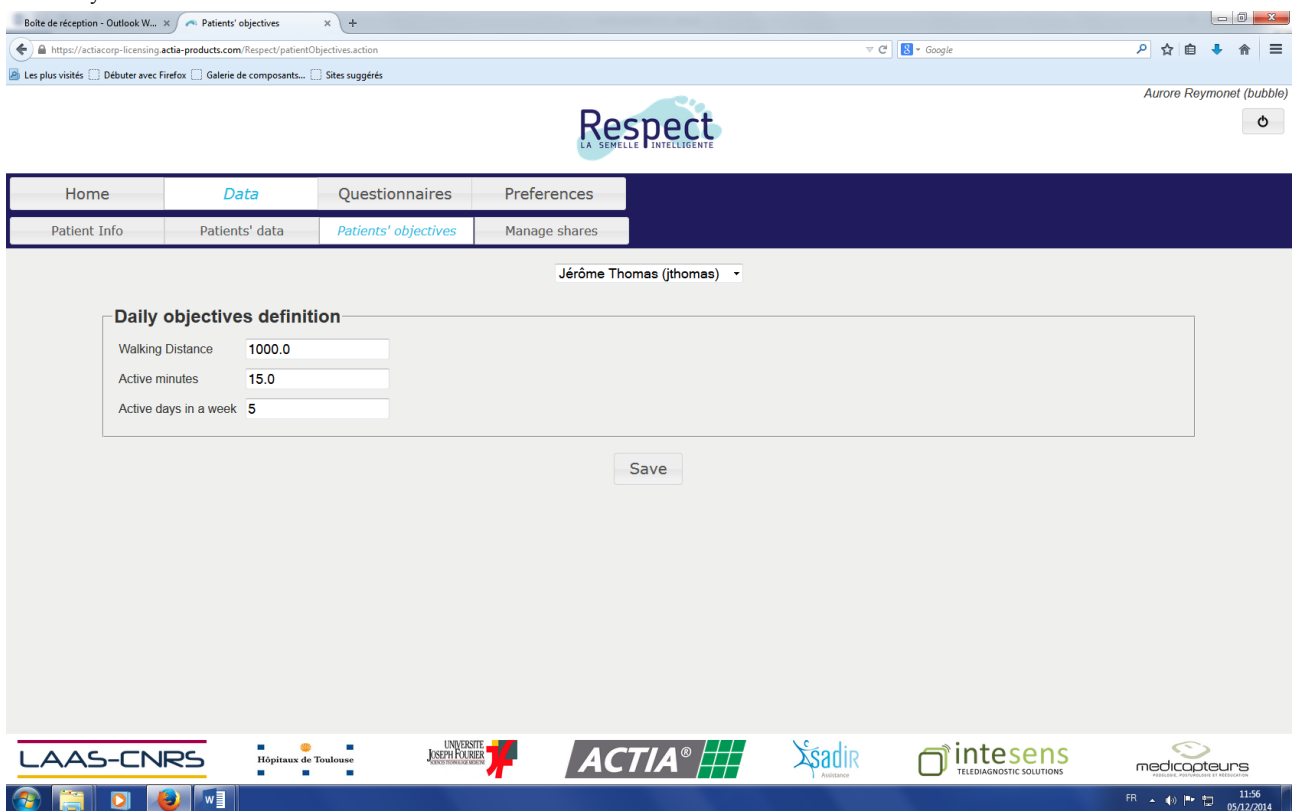 Boîte de réception - Outlook W... × Patients' objectives × +
https://actiacorp-licensing.actia-products.com/Respect/patientObjectives.action Google
Les plus visités Débuter avec Firefox Galerie de composants... Sites suggérés
Aurore Reymonet (bubble)
Respect
LA SEMELLE INTELLIGENTE
Home Data Questionnaires Preferences
Patient Info Patients' data Patients' objectives Manage shares
Jérôme Thomas (jthomas)
Daily objectives definition
Walking Distance 1000.0
Active minutes 15.0
Active days in a week 5
Save
LAAS-CNRS
Hôpitaux de Toulouse
UNIVERSITE
JOSEPH FOURIER
ACTIA®
sadir
Assistance
intesens
TELEDIAGNOSTIC SOLUTIONS
medicapteurs
FR 11:56
05/12/2014